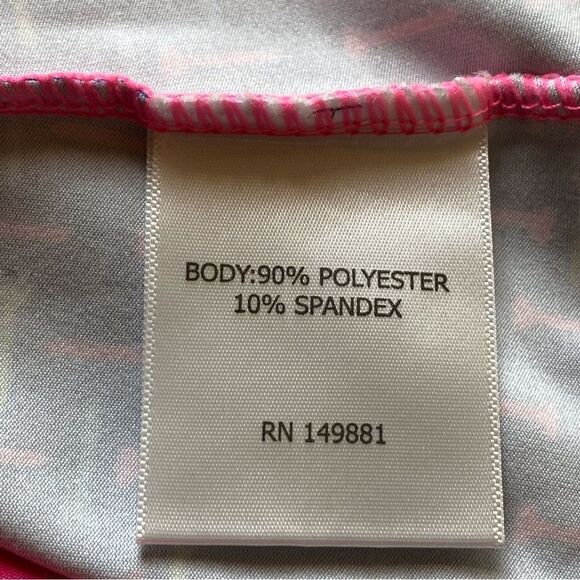 BODY:90% POLYESTER
10% SPANDEX
RN 149881